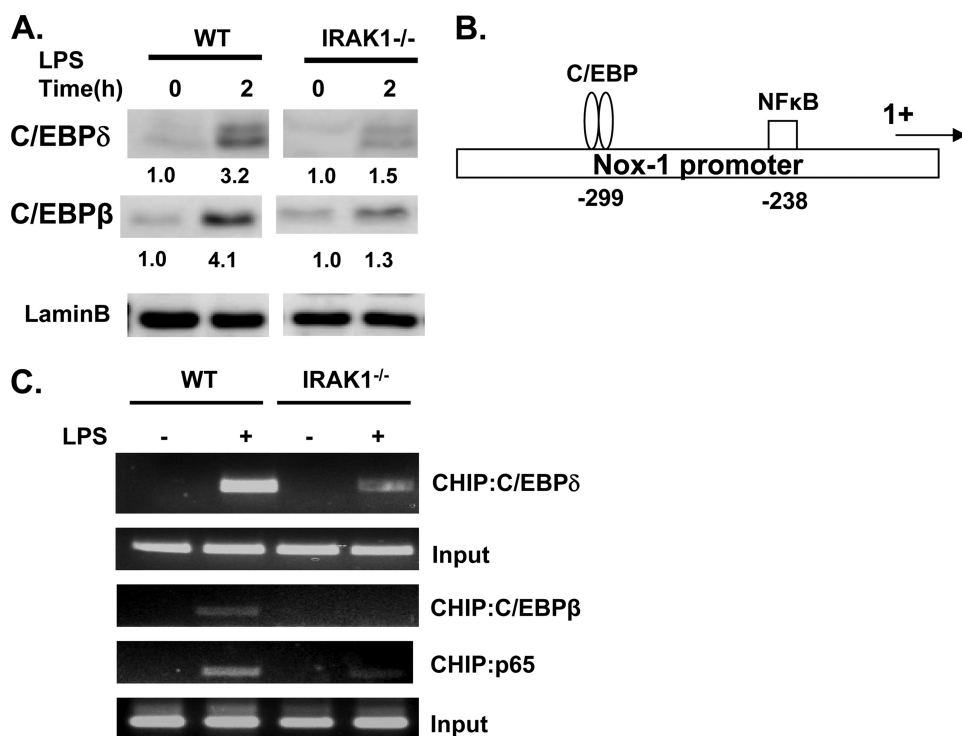 A.
WT IRAK1-/-
LPS
Time(h) 0 2 0 2
C/EBPδ
1.0 3.2 1.0 1.5
C/EBPβ
1.0 4.1 1.0 1.3
LaminB
B.
C/EBP
NFκB
1+
Nox-1 promoter
-299 -238
C.
WT IRAK1-/-
LPS - + - +
CHIP:C/EBPδ
Input
CHIP:C/EBPβ
CHIP:p65
Input